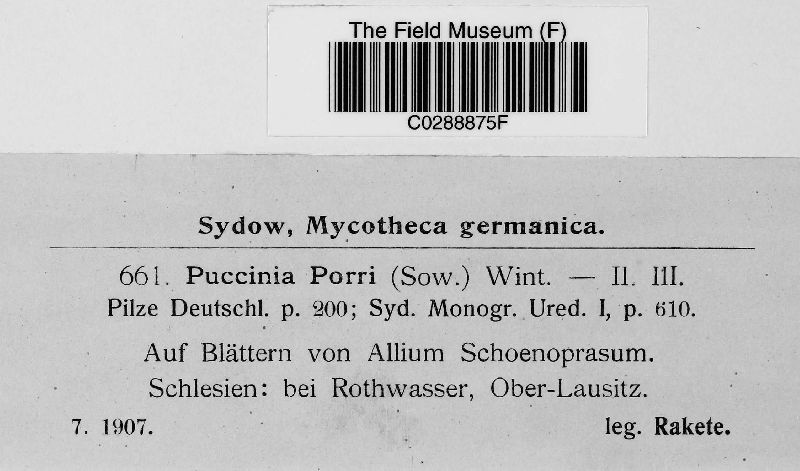 The Field Museum (F)
C0288875F
Sydow, Mycotheca germanica.
661. Puccinia Porri (Sow.) Wint. — II. III.
Pilze Deutschl. p. 200; Syd. Monogr. Ured. I, p. 610.
Auf Blättern von Allium Schoenoprasum.
Schlesien: bei Rothwasser, Ober-Lausitz.
7. 1907. leg. Rakete.